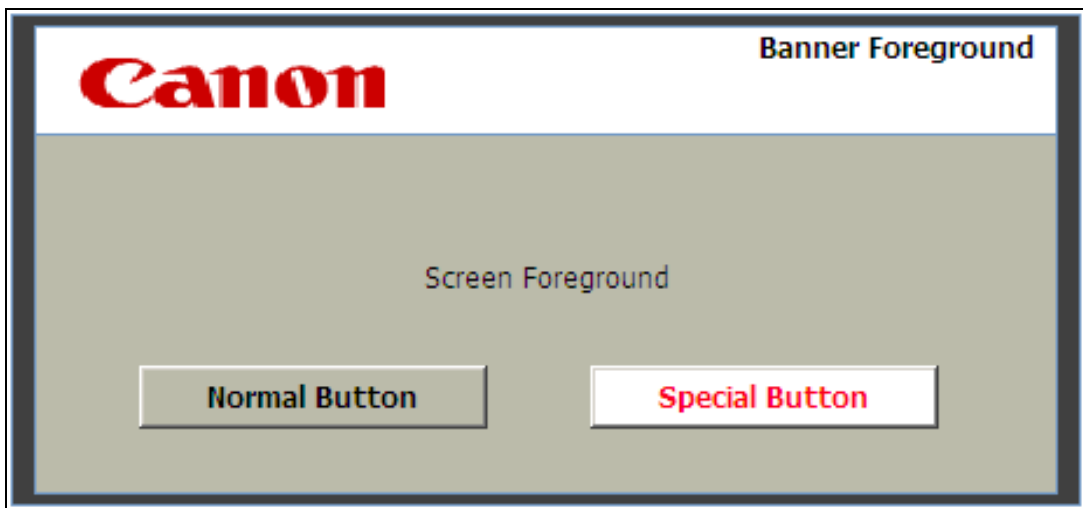 Banner Foreground
Canon
Screen Foreground
Normal Button
Special Button